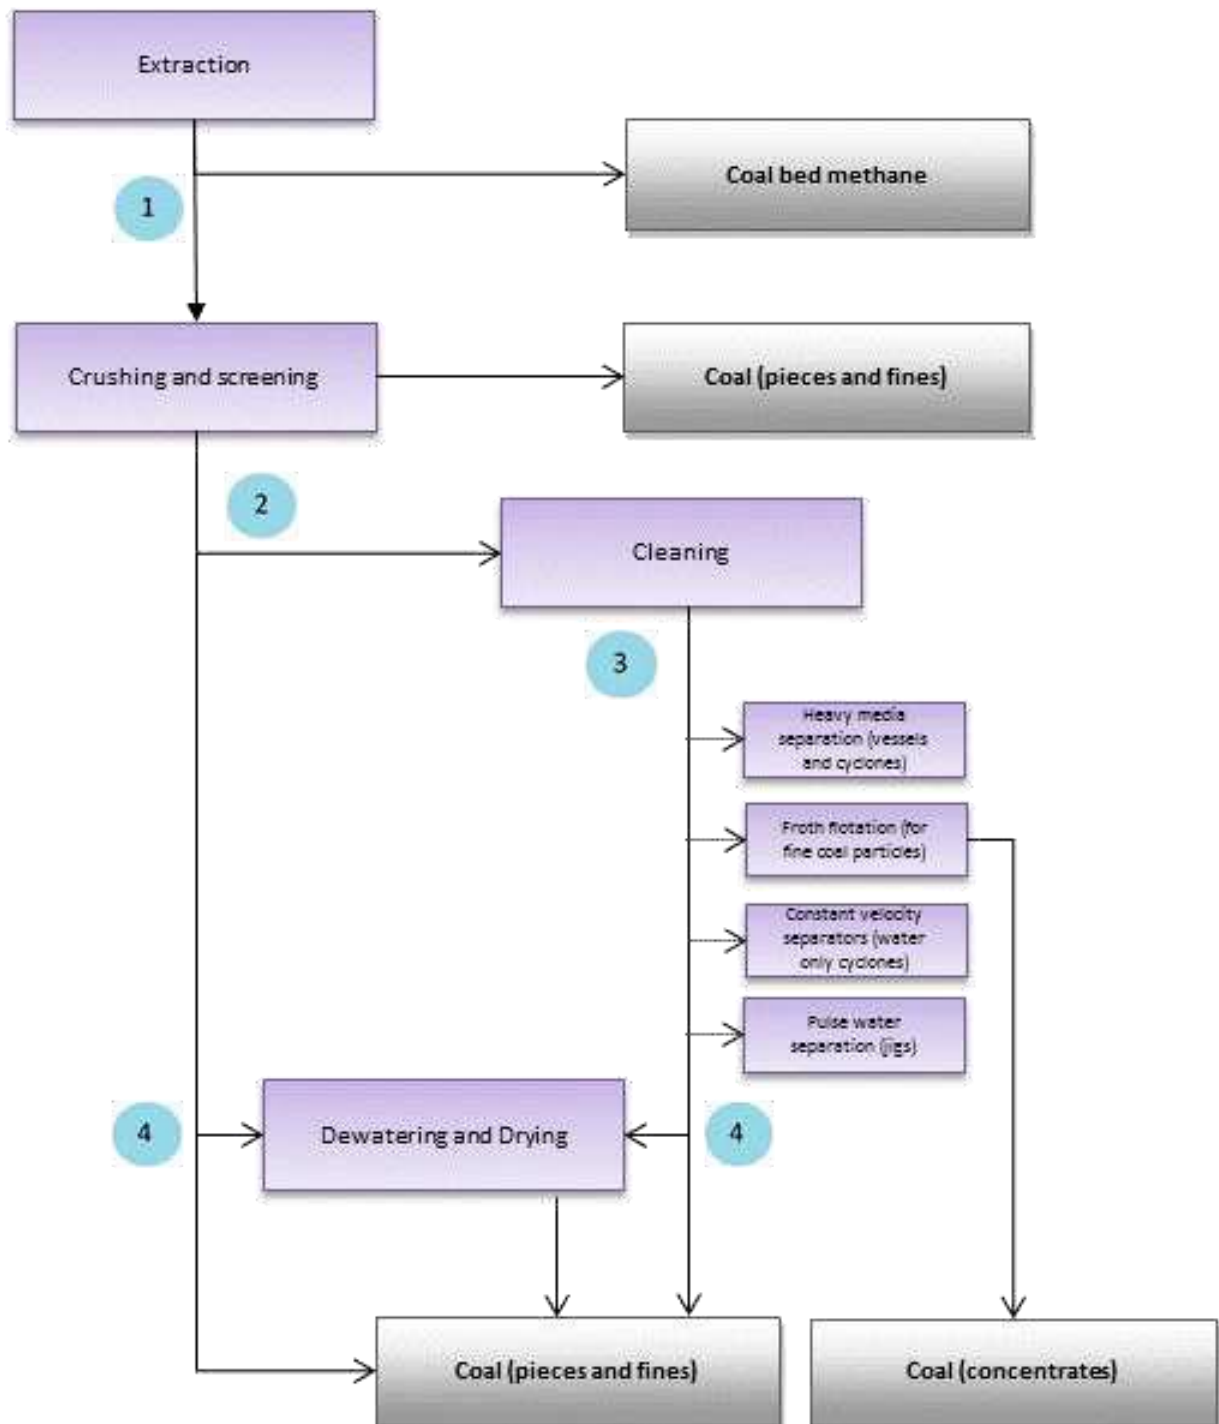 Extraction
Coal bed methane
1
Crushing and screening
Coal (pieces and fines)
2
Cleaning
3
Heavy media
separation (vessels
and cyclones)
Froth flotation (for
fine coal particles)
Constant velocity
separators (water
only cyclones)
Pulse water
separation (jigs)
4
Dewatering and Drying
4
Coal (pieces and fines)
Coal (concentrates)